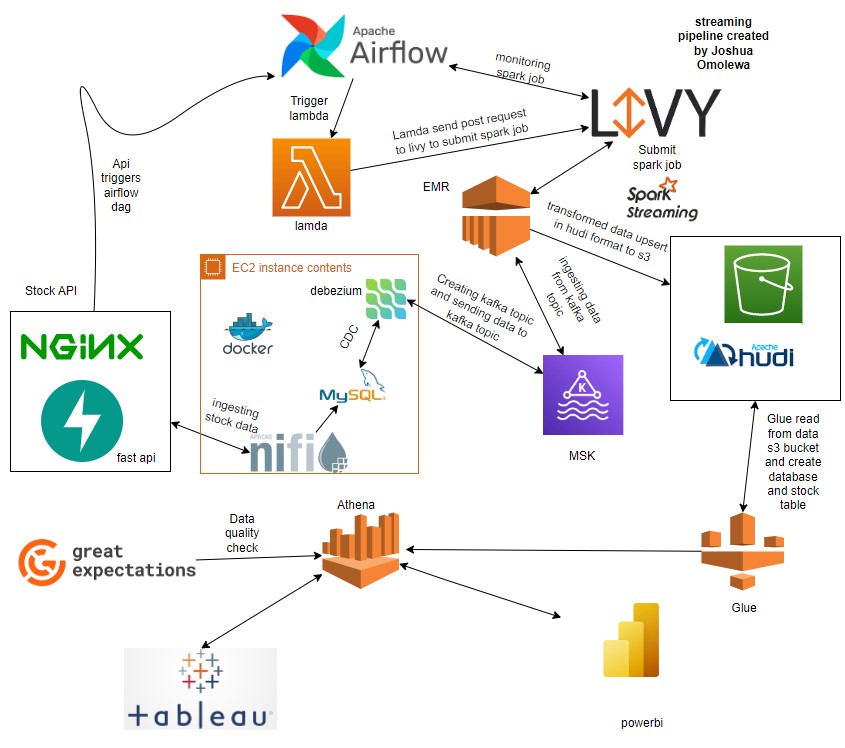 streaming
pipeline created
by Joshua
Omolewa
Apache
Airflow
monitoring
spark job
LIVY
Trigger
lambda
Lamda send post request
to livy to submit spark job
Submit
spark job
Api
triggers
airflow
dag
lamda
EMR
Spark
Streaming
transformed data upsert
in hudi format to s3
Stock API
EC2 instance contents
debezium
Creating kafka topic
and sending data to
kafka topic
ingesting data
from kafka
topic
NGiNX
docker
CDC
MySQL
Apache
hudi
K
ingesting
stock data
APACHE
nifi
fast api
MSK
Glue read
from data
s3 bucket
and create
database
and stock
table
Athena
Data
quality
check
great
expectations
Glue
+ableau
powerbi